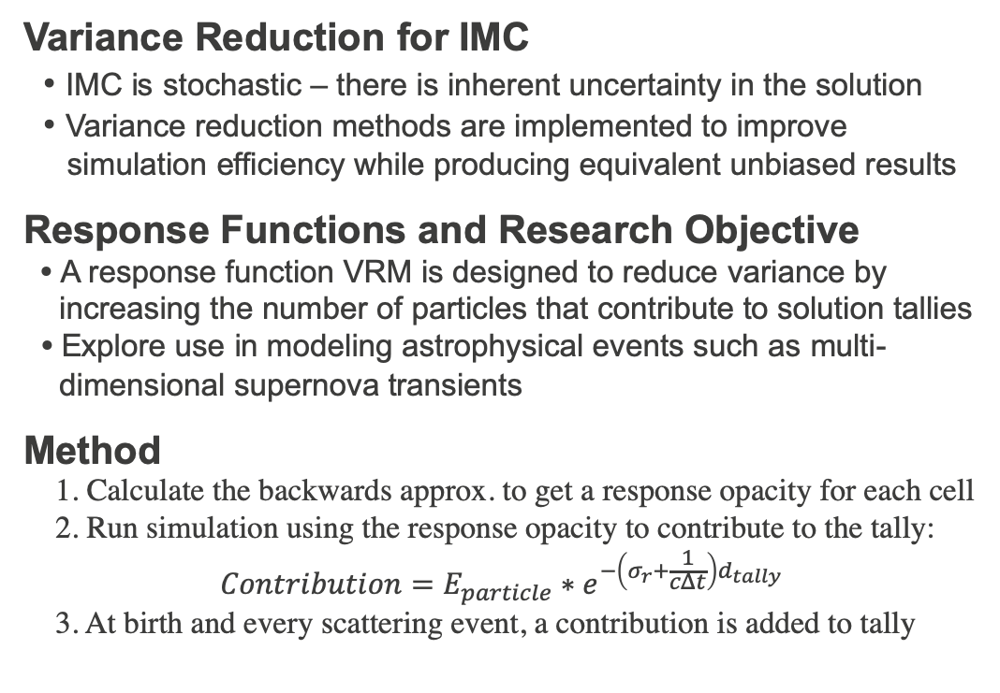 Variance Reduction for IMC
• IMC is stochastic – there is inherent uncertainty in the solution
• Variance reduction methods are implemented to improve
simulation efficiency while producing equivalent unbiased results
Response Functions and Research Objective
• A response function VRM is designed to reduce variance by
increasing the number of particles that contribute to solution tallies
• Explore use in modeling astrophysical events such as multi-
dimensional supernova transients
Method
1. Calculate the backwards approx. to get a response opacity for each cell
2. Run simulation using the response opacity to contribute to the tally:
Contribution = E_{particle} * e^{-(σ_r + \frac{1}{cΔt})d_{tally}}
3. At birth and every scattering event, a contribution is added to tally